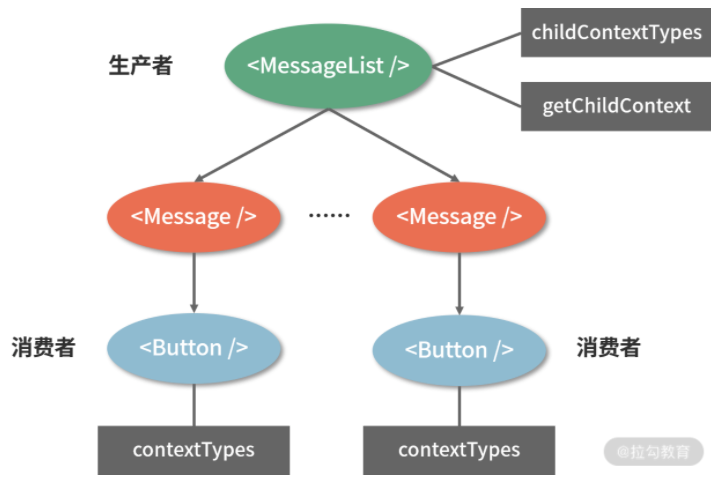 childContextTypes
生产者
<MessageList />
getChildContext
<Message />
······
<Message />
消费者
<Button />
<Button />
消费者
contextTypes
contextTypes
@拉勾教育